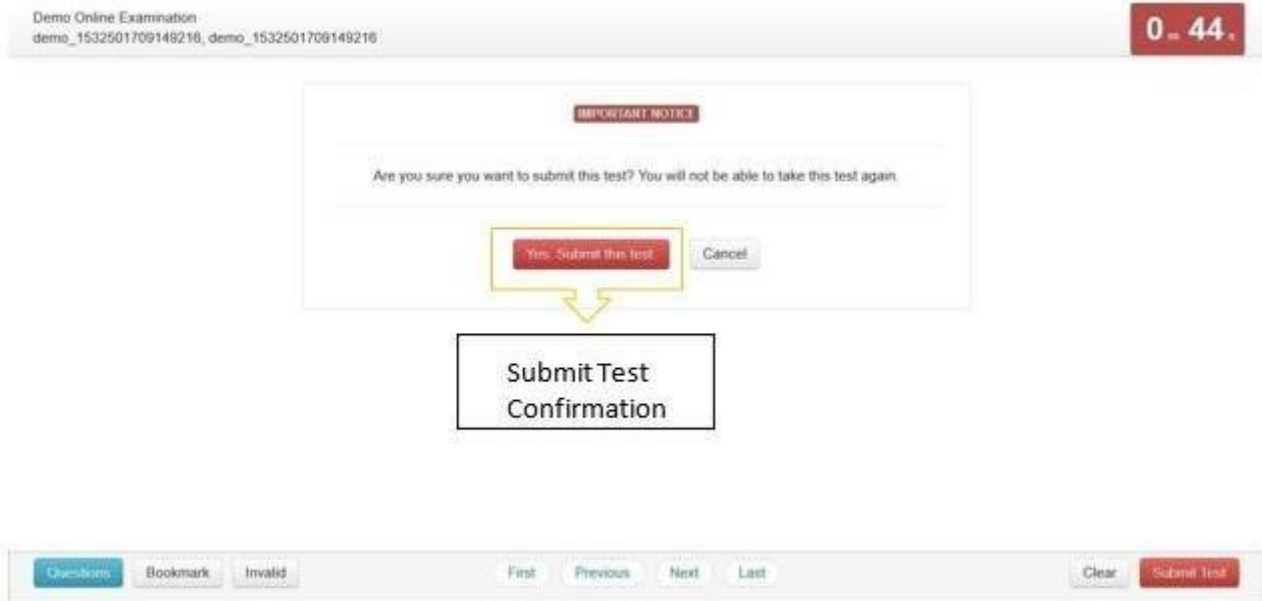 Demo Online Examination
demo_1532501709149216, demo_1532501709149216
0 m 44 s
IMPORTANT NOTICE
Are you sure you want to submit this test? You will not be able to take this test again.
Yes. Submit this test
Cancel
Submit Test
Confirmation
Questions
Bookmark
Invalid
First
Previous
Next
Last
Clear
Submit Test